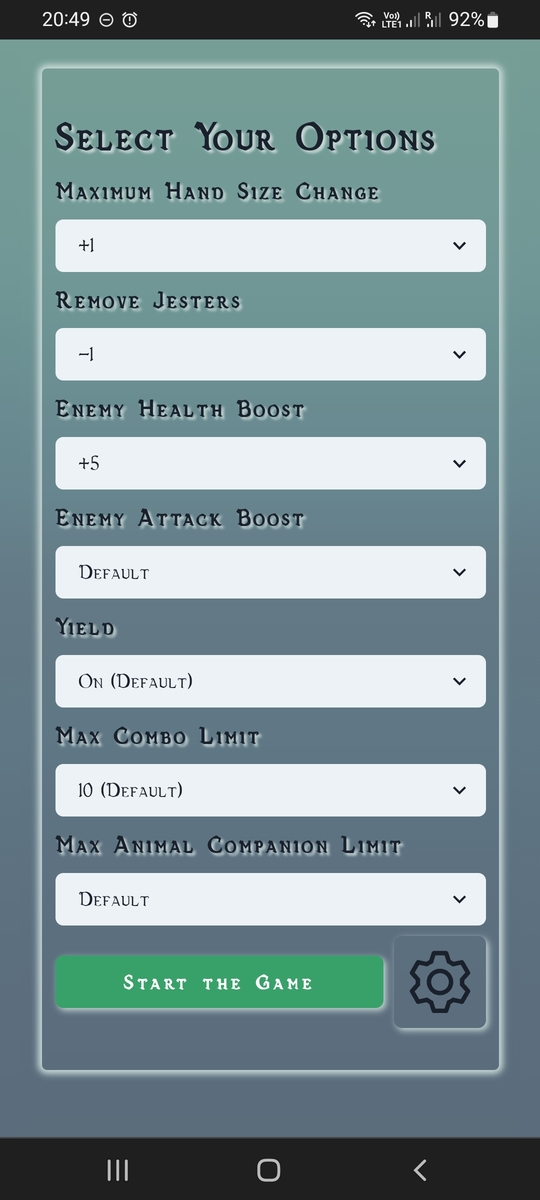 20:49
Vo)) R
LTE1 92%
Select Your Options
Maximum Hand Size Change
+1
Remove Jesters
−1
Enemy Health Boost
+5
Enemy Attack Boost
Default
Yield
On (Default)
Max Combo Limit
10 (Default)
Max Animal Companion Limit
Default
Start the Game